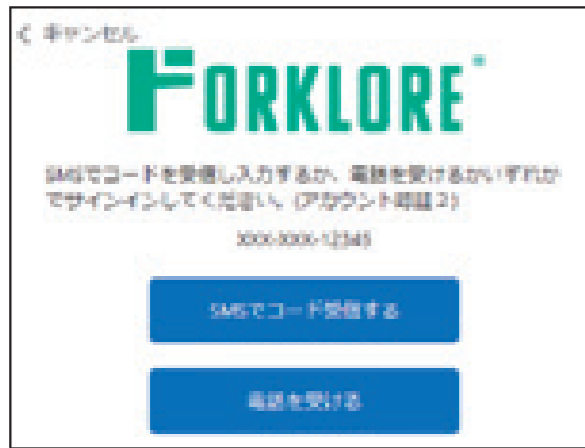 キャンセル
FORKLORE
SMSでコードを受信し入力するか、電話を受けるかいずれか
でサインインしてください。(アカウント認証2)
XXX-XXX-12345
SMSでコード受信する
電話を受ける